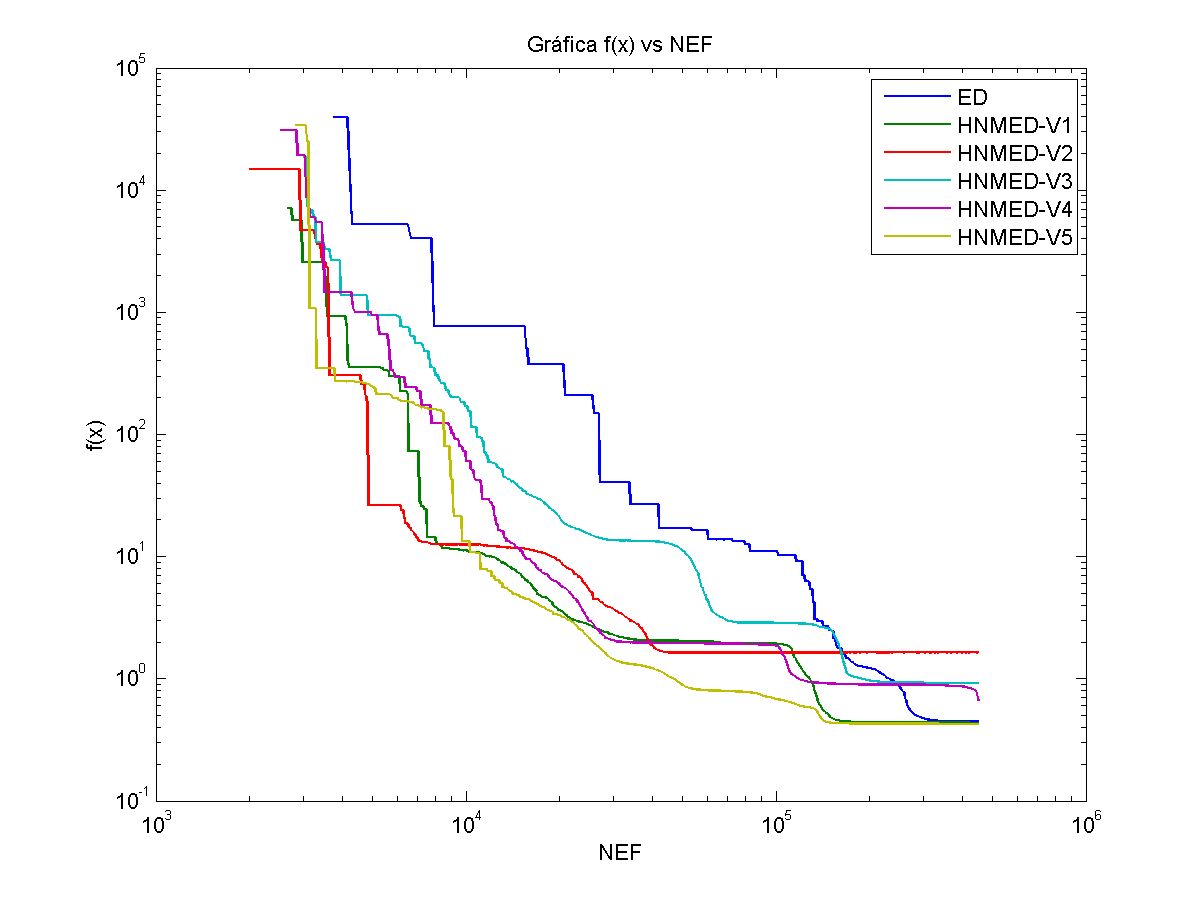 Gráfica f(x) vs NEF
10^5
10^4
10^3
10^2
10^1
10^0
10^-1
f(x)
ED
HNMED-V1
HNMED-V2
HNMED-V3
HNMED-V4
HNMED-V5
10^3
10^4
10^5
10^6
NEF